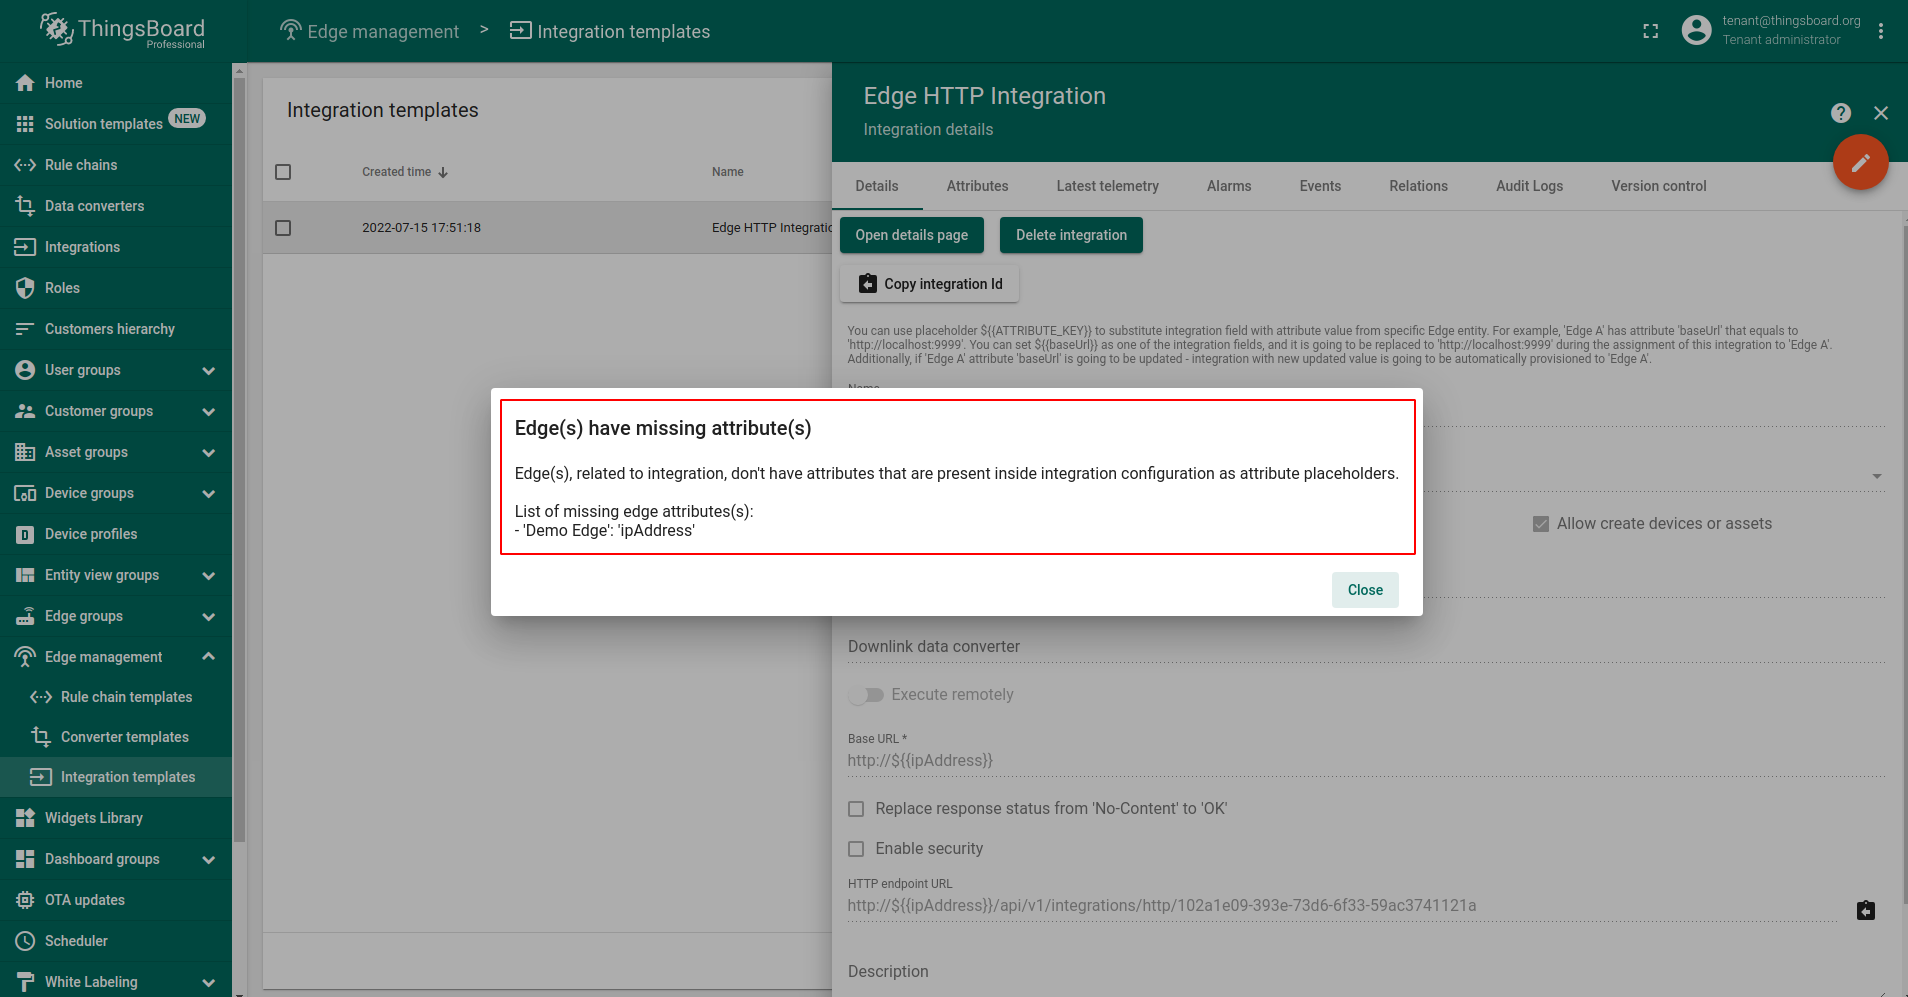 ThingsBoard
Professional
Edge management > Integration templates
tenant@thingsboard.org
Tenant administrator
Home
Solution templates NEW
Rule chains
Data converters
Integrations
Roles
Customers hierarchy
User groups
Customer groups
Asset groups
Device groups
Device profiles
Entity view groups
Edge groups
Edge management
Rule chain templates
Converter templates
Integration templates
Widgets Library
Dashboard groups
OTA updates
Scheduler
White Labeling
Integration templates
Created time Name
2022-07-15 17:51:18 Edge HTTP Integratio
Edge HTTP Integration
Integration details
Details Attributes Latest telemetry Alarms Events Relations Audit Logs Version control
Open details page Delete integration
Copy integration Id
You can use placeholder ${{ATTRIBUTE_KEY}} to substitute integration field with attribute value from specific Edge entity. For example, 'Edge A' has attribute 'baseUrl' that equals to
'http://localhost:9999'. You can set ${{baseUrl}} as one of the integration fields, and it is going to be replaced to 'http://localhost:9999' during the assignment of this integration to 'Edge A'.
Additionally, if 'Edge A' attribute 'baseUrl' is going to be updated - integration with new updated value is going to be automatically provisioned to 'Edge A'.
Name
Edge(s) have missing attribute(s)
Edge(s), related to integration, don't have attributes that are present inside integration configuration as attribute placeholders.
List of missing edge attributes(s):
- 'Demo Edge': 'ipAddress'
Close
Allow create devices or assets
Downlink data converter
Execute remotely
Base URL *
http://${{ipAddress}}
Replace response status from 'No-Content' to 'OK'
Enable security
HTTP endpoint URL
http://${{ipAddress}}/api/v1/integrations/http/102a1e09-393e-73d6-6f33-59ac3741121a
Description